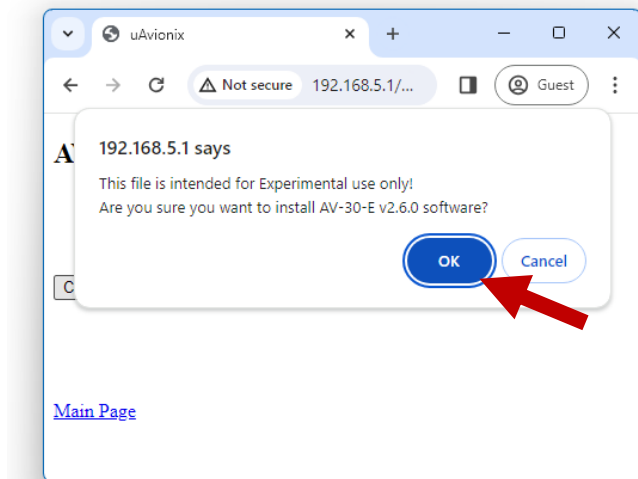 uAvionix
Not secure 192.168.5.1/...
Guest
192.168.5.1 says
This file is intended for Experimental use only!
Are you sure you want to install AV-30-E v2.6.0 software?
OK
Cancel
Main Page